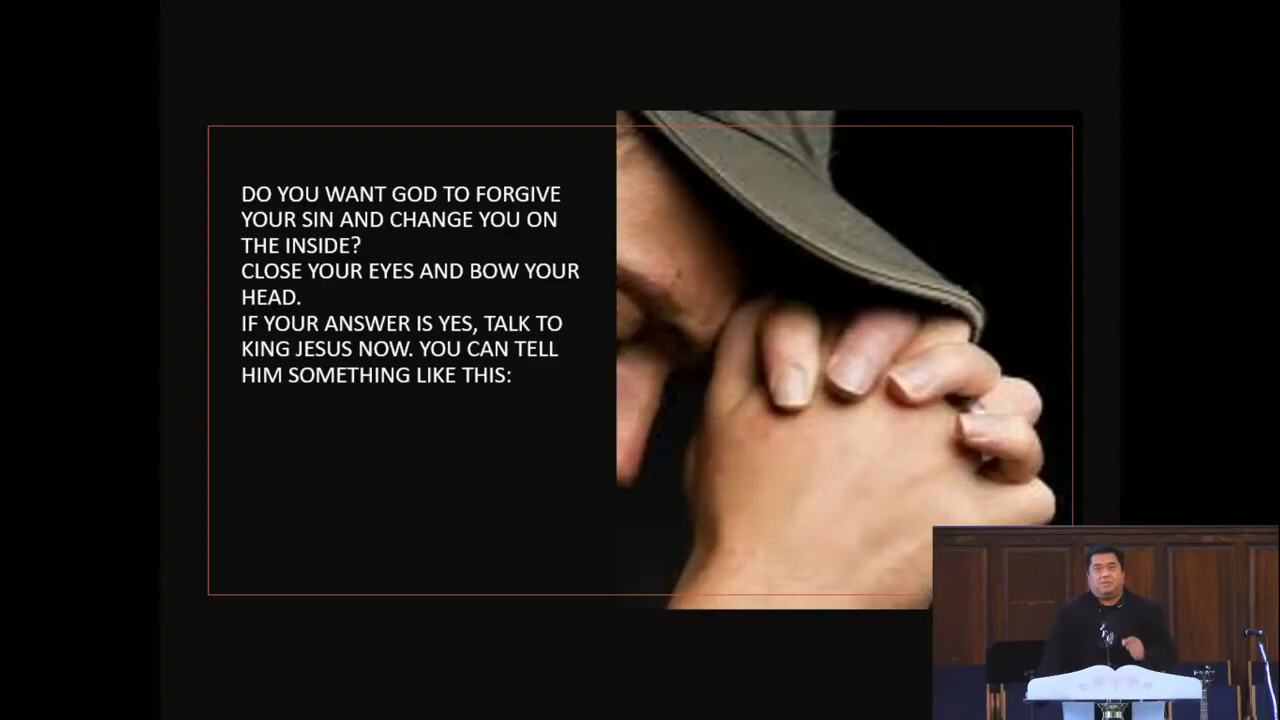 DO YOU WANT GOD TO FORGIVE
YOUR SIN AND CHANGE YOU ON
THE INSIDE?
CLOSE YOUR EYES AND BOW YOUR
HEAD.
IF YOUR ANSWER IS YES, TALK TO
KING JESUS NOW. YOU CAN TELL
HIM SOMETHING LIKE THIS: